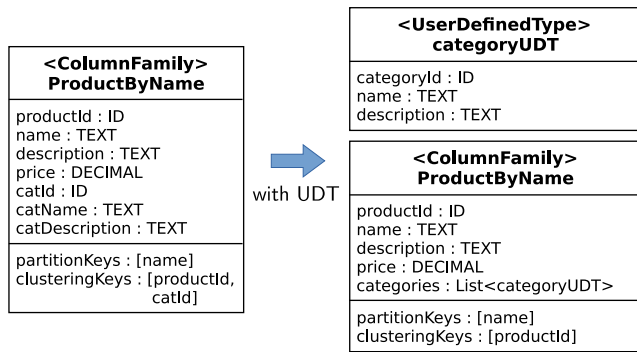 <ColumnFamily>
ProductByName
productId : ID
name : TEXT
description : TEXT
price : DECIMAL
catId : ID
catName : TEXT
catDescription : TEXT
partitionKeys : [name]
clusteringKeys : [productId,
catId]
with UDT
<UserDefinedType>
categoryUDT
categoryId : ID
name : TEXT
description : TEXT
<ColumnFamily>
ProductByName
productId : ID
name : TEXT
description : TEXT
price : DECIMAL
categories : List<categoryUDT>
partitionKeys : [name]
clusteringKeys : [productId]